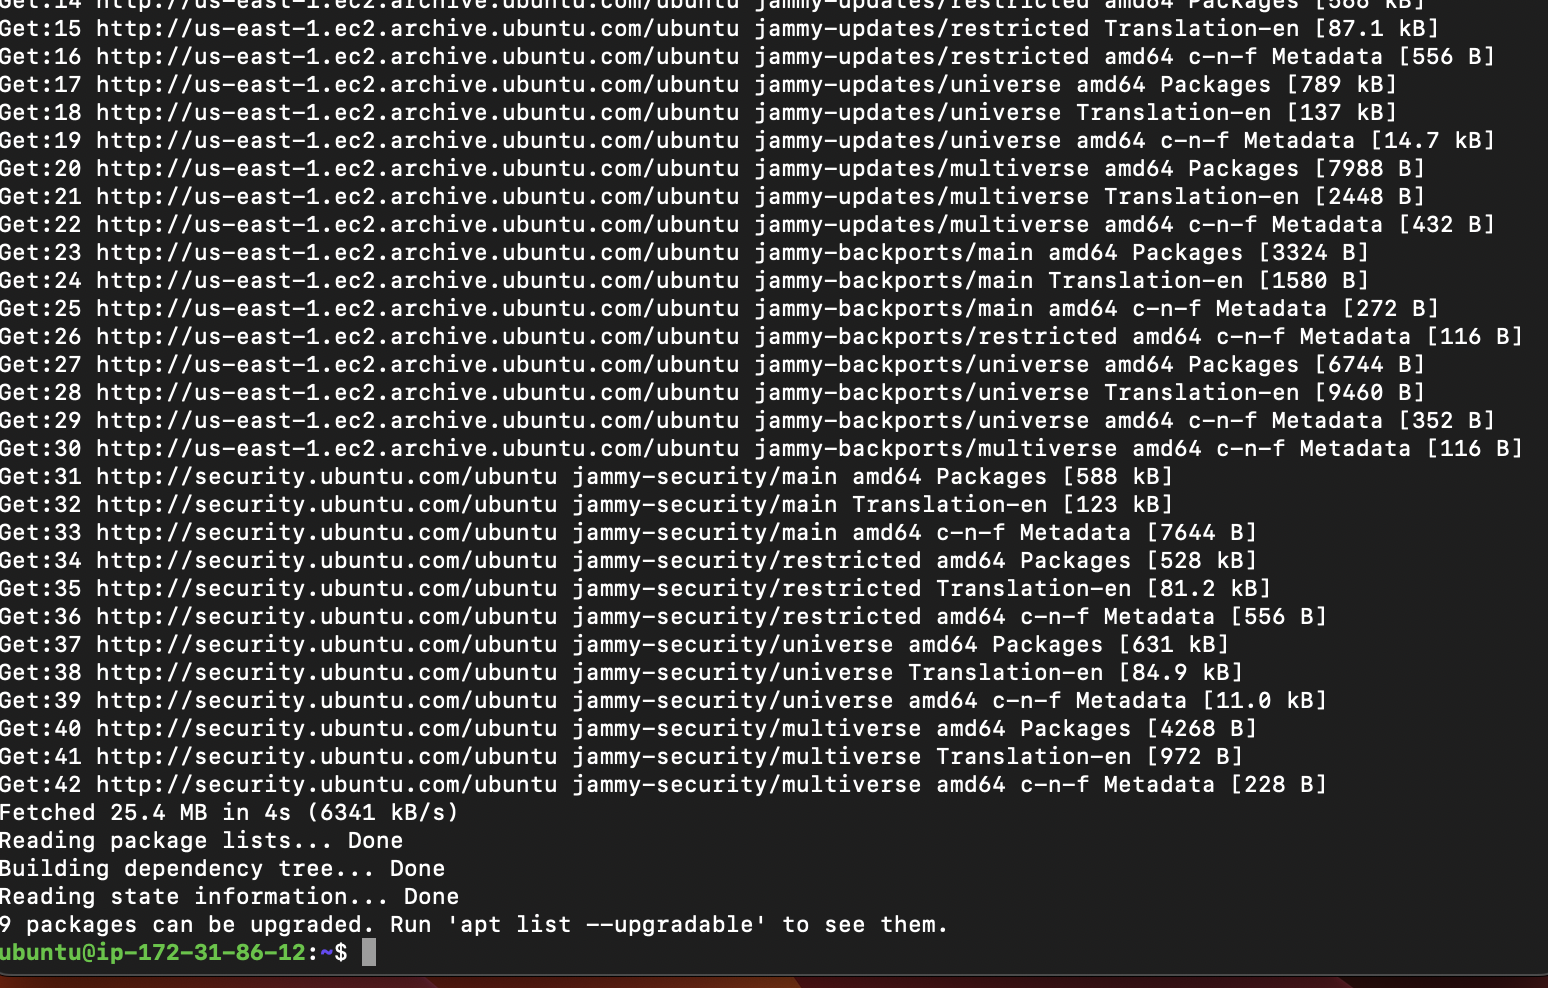 Get:14 http://us-east-1.ec2.archive.ubuntu.com/ubuntu jammy-updates/restricted amd64 Packages [566 kB]
Get:15 http://us-east-1.ec2.archive.ubuntu.com/ubuntu jammy-updates/restricted Translation-en [87.1 kB]
Get:16 http://us-east-1.ec2.archive.ubuntu.com/ubuntu jammy-updates/restricted amd64 c-n-f Metadata [556 B]
Get:17 http://us-east-1.ec2.archive.ubuntu.com/ubuntu jammy-updates/universe amd64 Packages [789 kB]
Get:18 http://us-east-1.ec2.archive.ubuntu.com/ubuntu jammy-updates/universe Translation-en [137 kB]
Get:19 http://us-east-1.ec2.archive.ubuntu.com/ubuntu jammy-updates/universe amd64 c-n-f Metadata [14.7 kB]
Get:20 http://us-east-1.ec2.archive.ubuntu.com/ubuntu jammy-updates/multiverse amd64 Packages [7988 B]
Get:21 http://us-east-1.ec2.archive.ubuntu.com/ubuntu jammy-updates/multiverse Translation-en [2448 B]
Get:22 http://us-east-1.ec2.archive.ubuntu.com/ubuntu jammy-updates/multiverse amd64 c-n-f Metadata [432 B]
Get:23 http://us-east-1.ec2.archive.ubuntu.com/ubuntu jammy-backports/main amd64 Packages [3324 B]
Get:24 http://us-east-1.ec2.archive.ubuntu.com/ubuntu jammy-backports/main Translation-en [1580 B]
Get:25 http://us-east-1.ec2.archive.ubuntu.com/ubuntu jammy-backports/main amd64 c-n-f Metadata [272 B]
Get:26 http://us-east-1.ec2.archive.ubuntu.com/ubuntu jammy-backports/restricted amd64 c-n-f Metadata [116 B]
Get:27 http://us-east-1.ec2.archive.ubuntu.com/ubuntu jammy-backports/universe amd64 Packages [6744 B]
Get:28 http://us-east-1.ec2.archive.ubuntu.com/ubuntu jammy-backports/universe Translation-en [9460 B]
Get:29 http://us-east-1.ec2.archive.ubuntu.com/ubuntu jammy-backports/universe amd64 c-n-f Metadata [352 B]
Get:30 http://us-east-1.ec2.archive.ubuntu.com/ubuntu jammy-backports/multiverse amd64 c-n-f Metadata [116 B]
Get:31 http://security.ubuntu.com/ubuntu jammy-security/main amd64 Packages [588 kB]
Get:32 http://security.ubuntu.com/ubuntu jammy-security/main Translation-en [123 kB]
Get:33 http://security.ubuntu.com/ubuntu jammy-security/main amd64 c-n-f Metadata [7644 B]
Get:34 http://security.ubuntu.com/ubuntu jammy-security/restricted amd64 Packages [528 kB]
Get:35 http://security.ubuntu.com/ubuntu jammy-security/restricted Translation-en [81.2 kB]
Get:36 http://security.ubuntu.com/ubuntu jammy-security/restricted amd64 c-n-f Metadata [556 B]
Get:37 http://security.ubuntu.com/ubuntu jammy-security/universe amd64 Packages [631 kB]
Get:38 http://security.ubuntu.com/ubuntu jammy-security/universe Translation-en [84.9 kB]
Get:39 http://security.ubuntu.com/ubuntu jammy-security/universe amd64 c-n-f Metadata [11.0 kB]
Get:40 http://security.ubuntu.com/ubuntu jammy-security/multiverse amd64 Packages [4268 B]
Get:41 http://security.ubuntu.com/ubuntu jammy-security/multiverse Translation-en [972 B]
Get:42 http://security.ubuntu.com/ubuntu jammy-security/multiverse amd64 c-n-f Metadata [228 B]
Fetched 25.4 MB in 4s (6341 kB/s)
Reading package lists... Done
Building dependency tree... Done
Reading state information... Done
9 packages can be upgraded. Run 'apt list --upgradable' to see them.
ubuntu@ip-172-31-86-12:~$